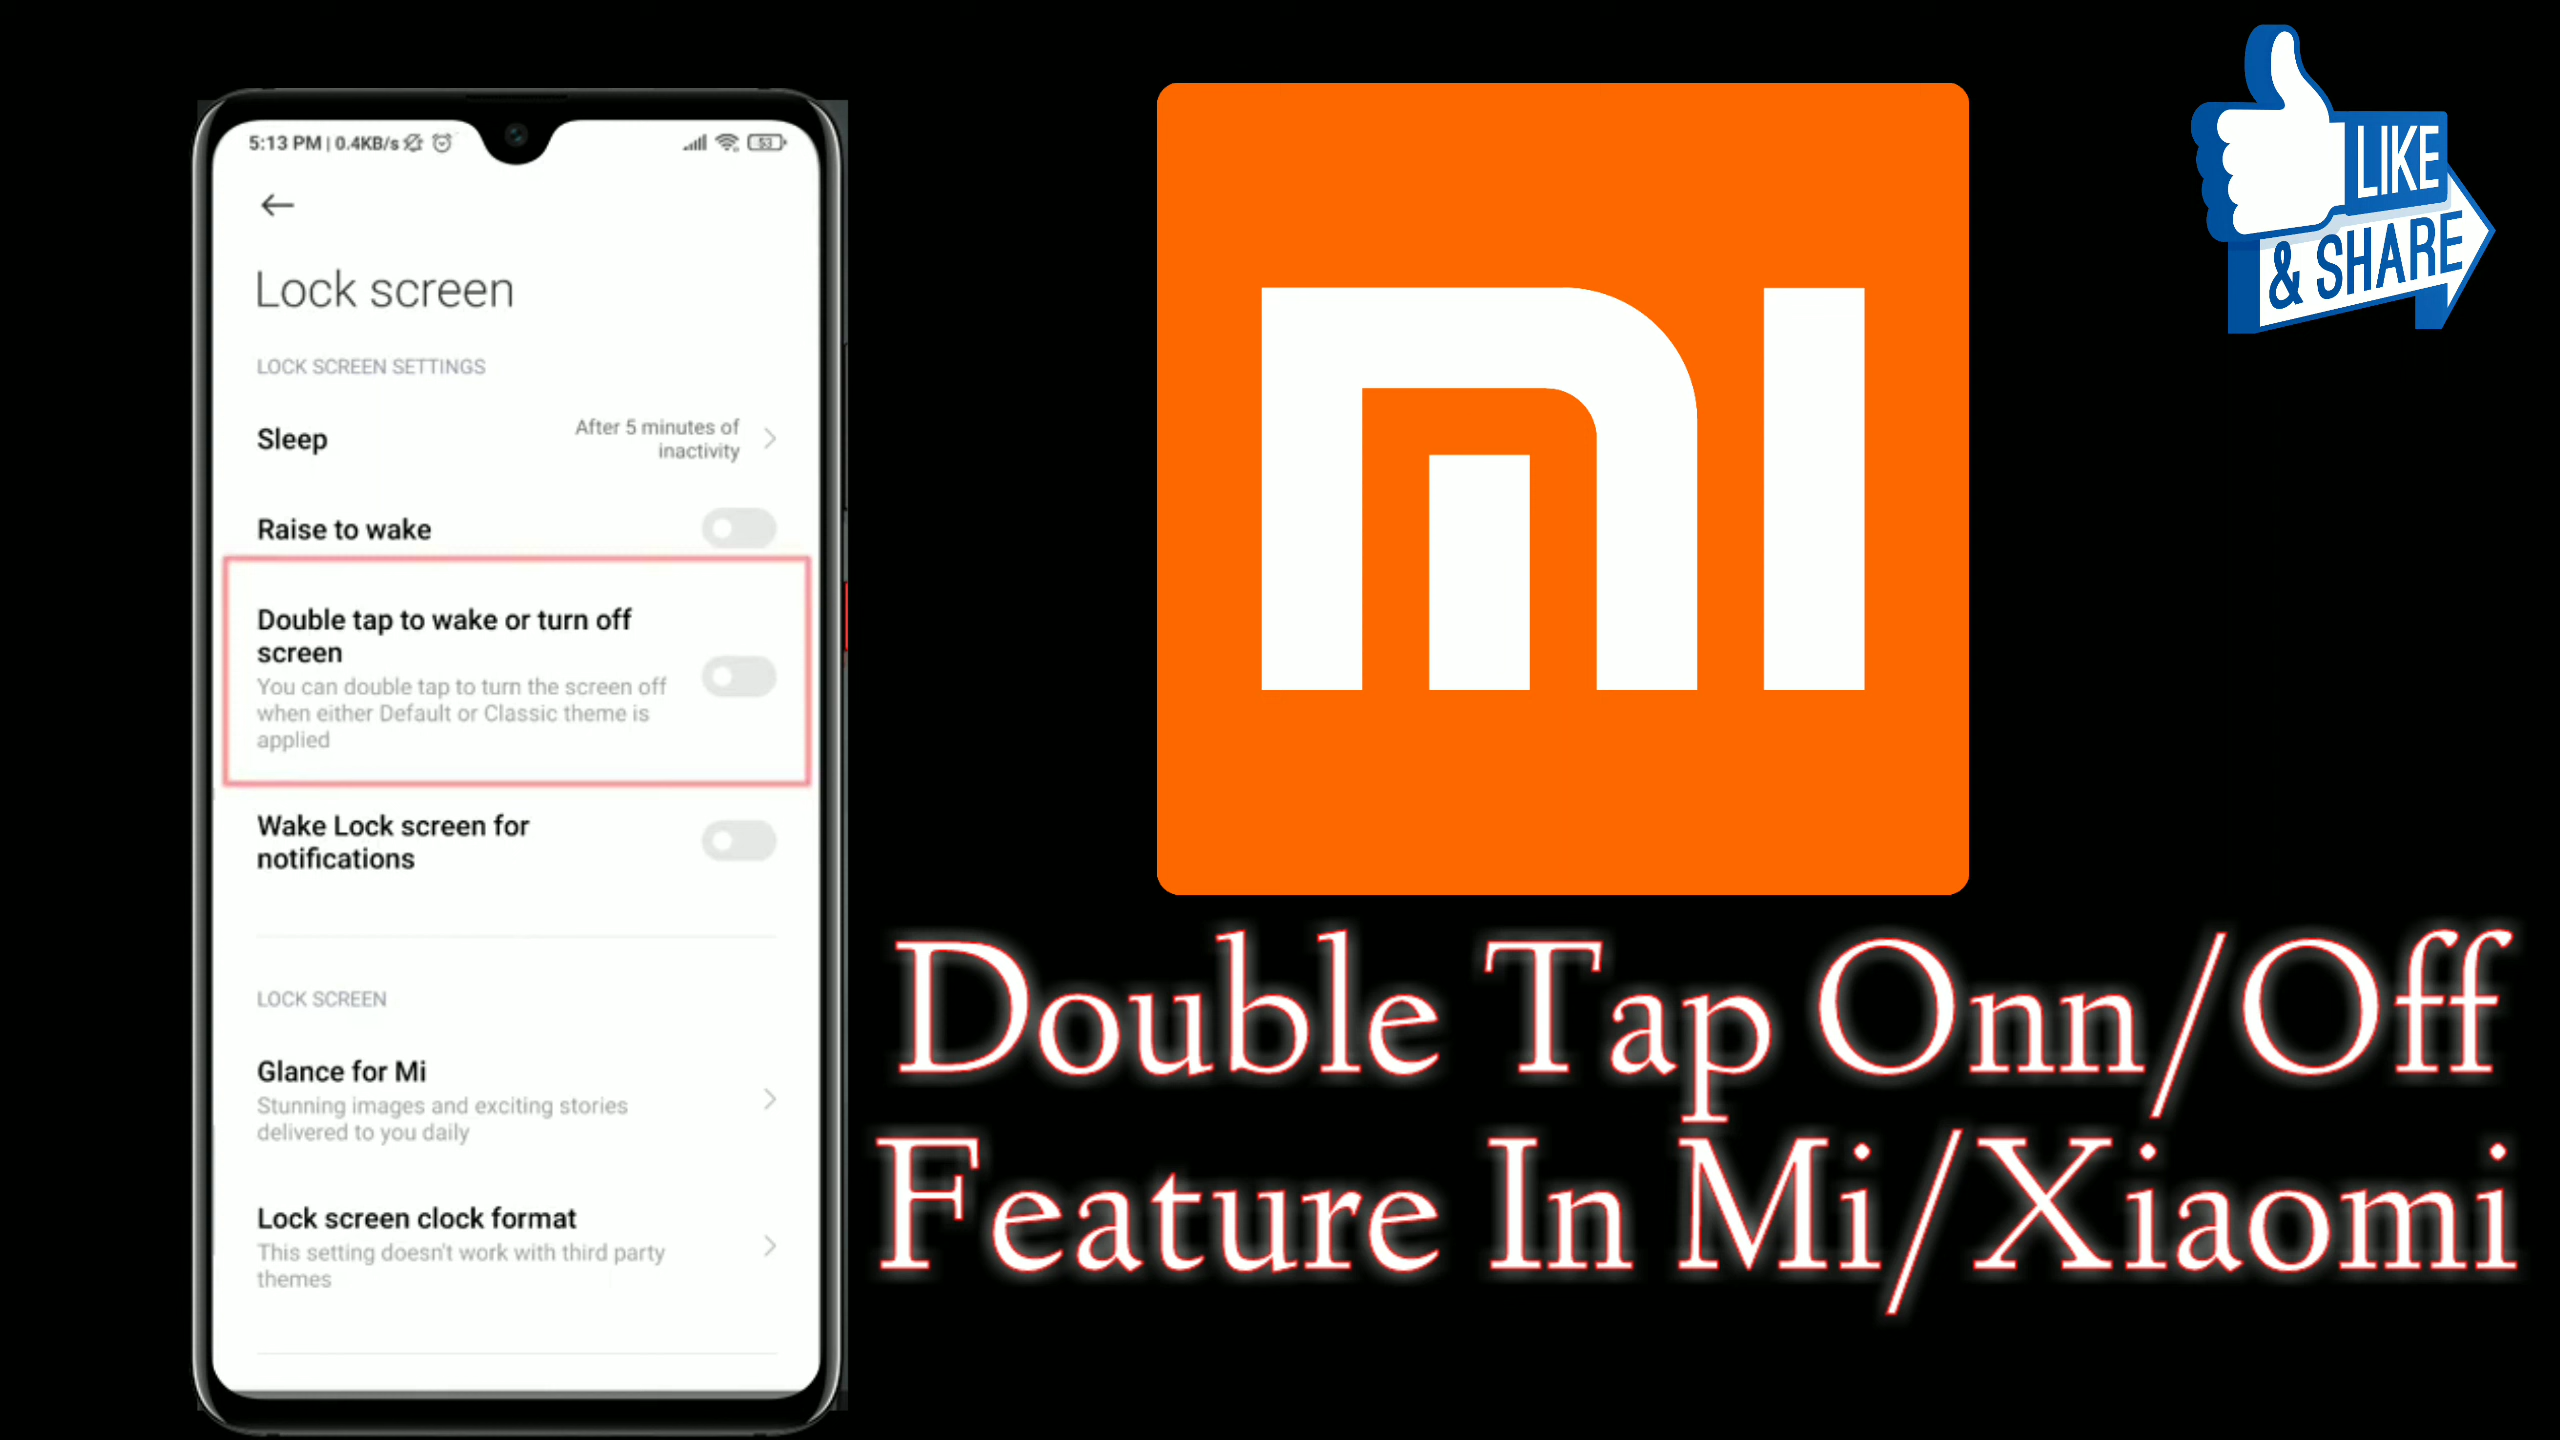 5:13 PM | 0.4KB/s
53
Lock screen
LOCK SCREEN SETTINGS
Sleep
After 5 minutes of
inactivity
Raise to wake
Double tap to wake or turn off
screen
You can double tap to turn the screen off
when either Default or Classic theme is
applied
Wake Lock screen for
notifications
LOCK SCREEN
Glance for Mi
Stunning images and exciting stories
delivered to you daily
Lock screen clock format
This setting doesn't work with third party
themes
mi
LIKE
& SHARE
Double Tap Onn/Off
Feature In Mi/Xiaomi